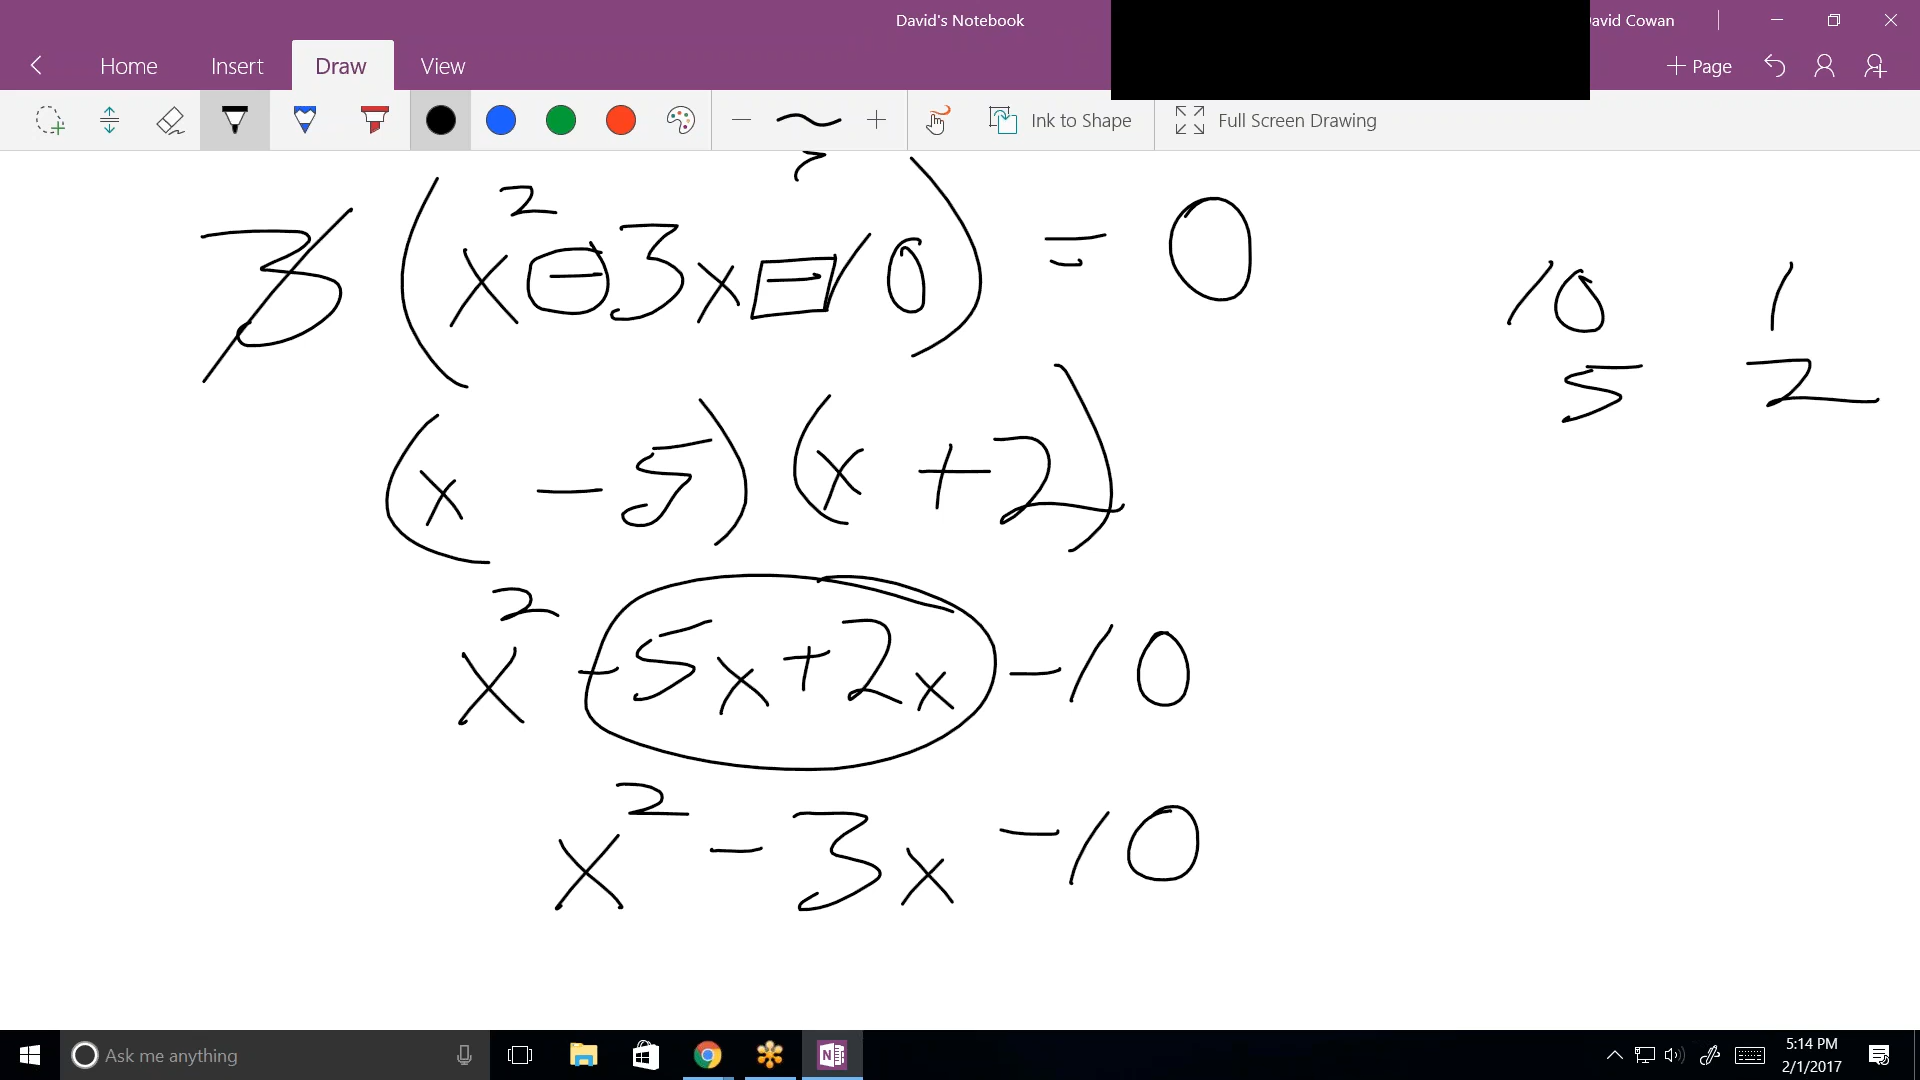 David's Notebook
avid Cowan
Home Insert Draw View
Page
Ink to Shape
Full Screen Drawing
3(x² - 3x - 10) = 0
10 1
5 2
(x - 5)(x + 2)
x² - 5x + 2x - 10
x² - 3x - 10
Ask me anything
N
5:14 PM
2/1/2017